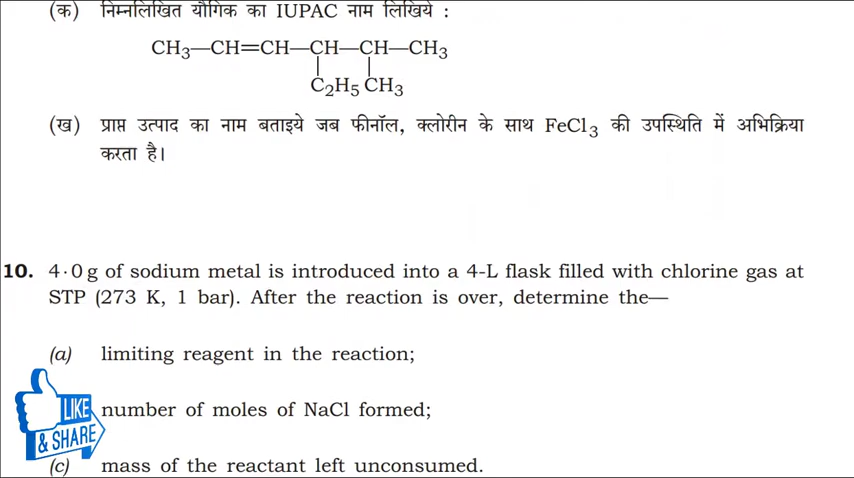 (क) निम्नलिखित यौगिक का IUPAC नाम लिखिये :
CH₃—CH=CH—CH—CH—CH₃
C₂H₅ CH₃
(ख) प्राप्त उत्पाद का नाम बताइये जब फीनॉल, क्लोरीन के साथ FeCl₃ की उपस्थिति में अभिक्रिया
करता है।
10. 4·0 g of sodium metal is introduced into a 4-L flask filled with chlorine gas at
STP (273 K, 1 bar). After the reaction is over, determine the—
(a) limiting reagent in the reaction;
LIKE number of moles of NaCl formed;
& SHARE
(c) mass of the reactant left unconsumed.